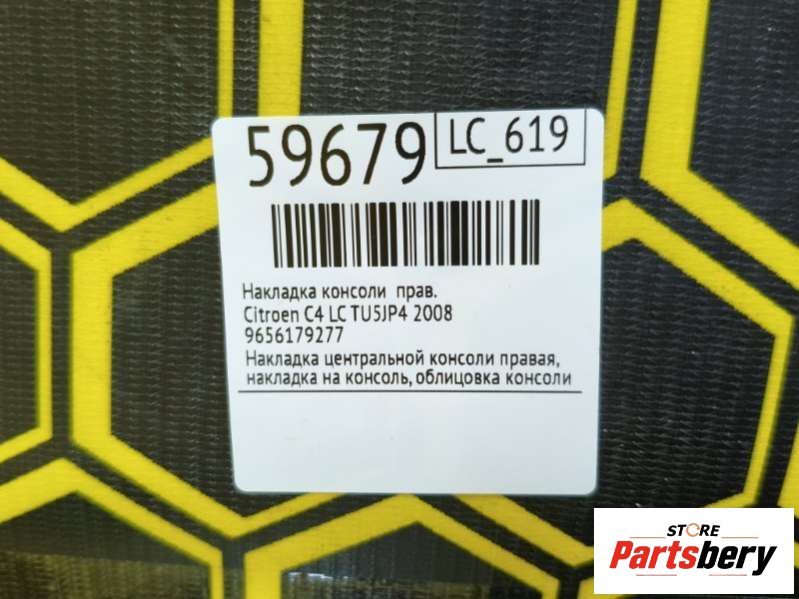 59679
LC_619
Накладка консоли прав.
Citroen C4 LC TU5JP4 2008
9656179277
Накладка центральной консоли правая,
накладка на консоль, облицовка консоли
STORE
Partsbery